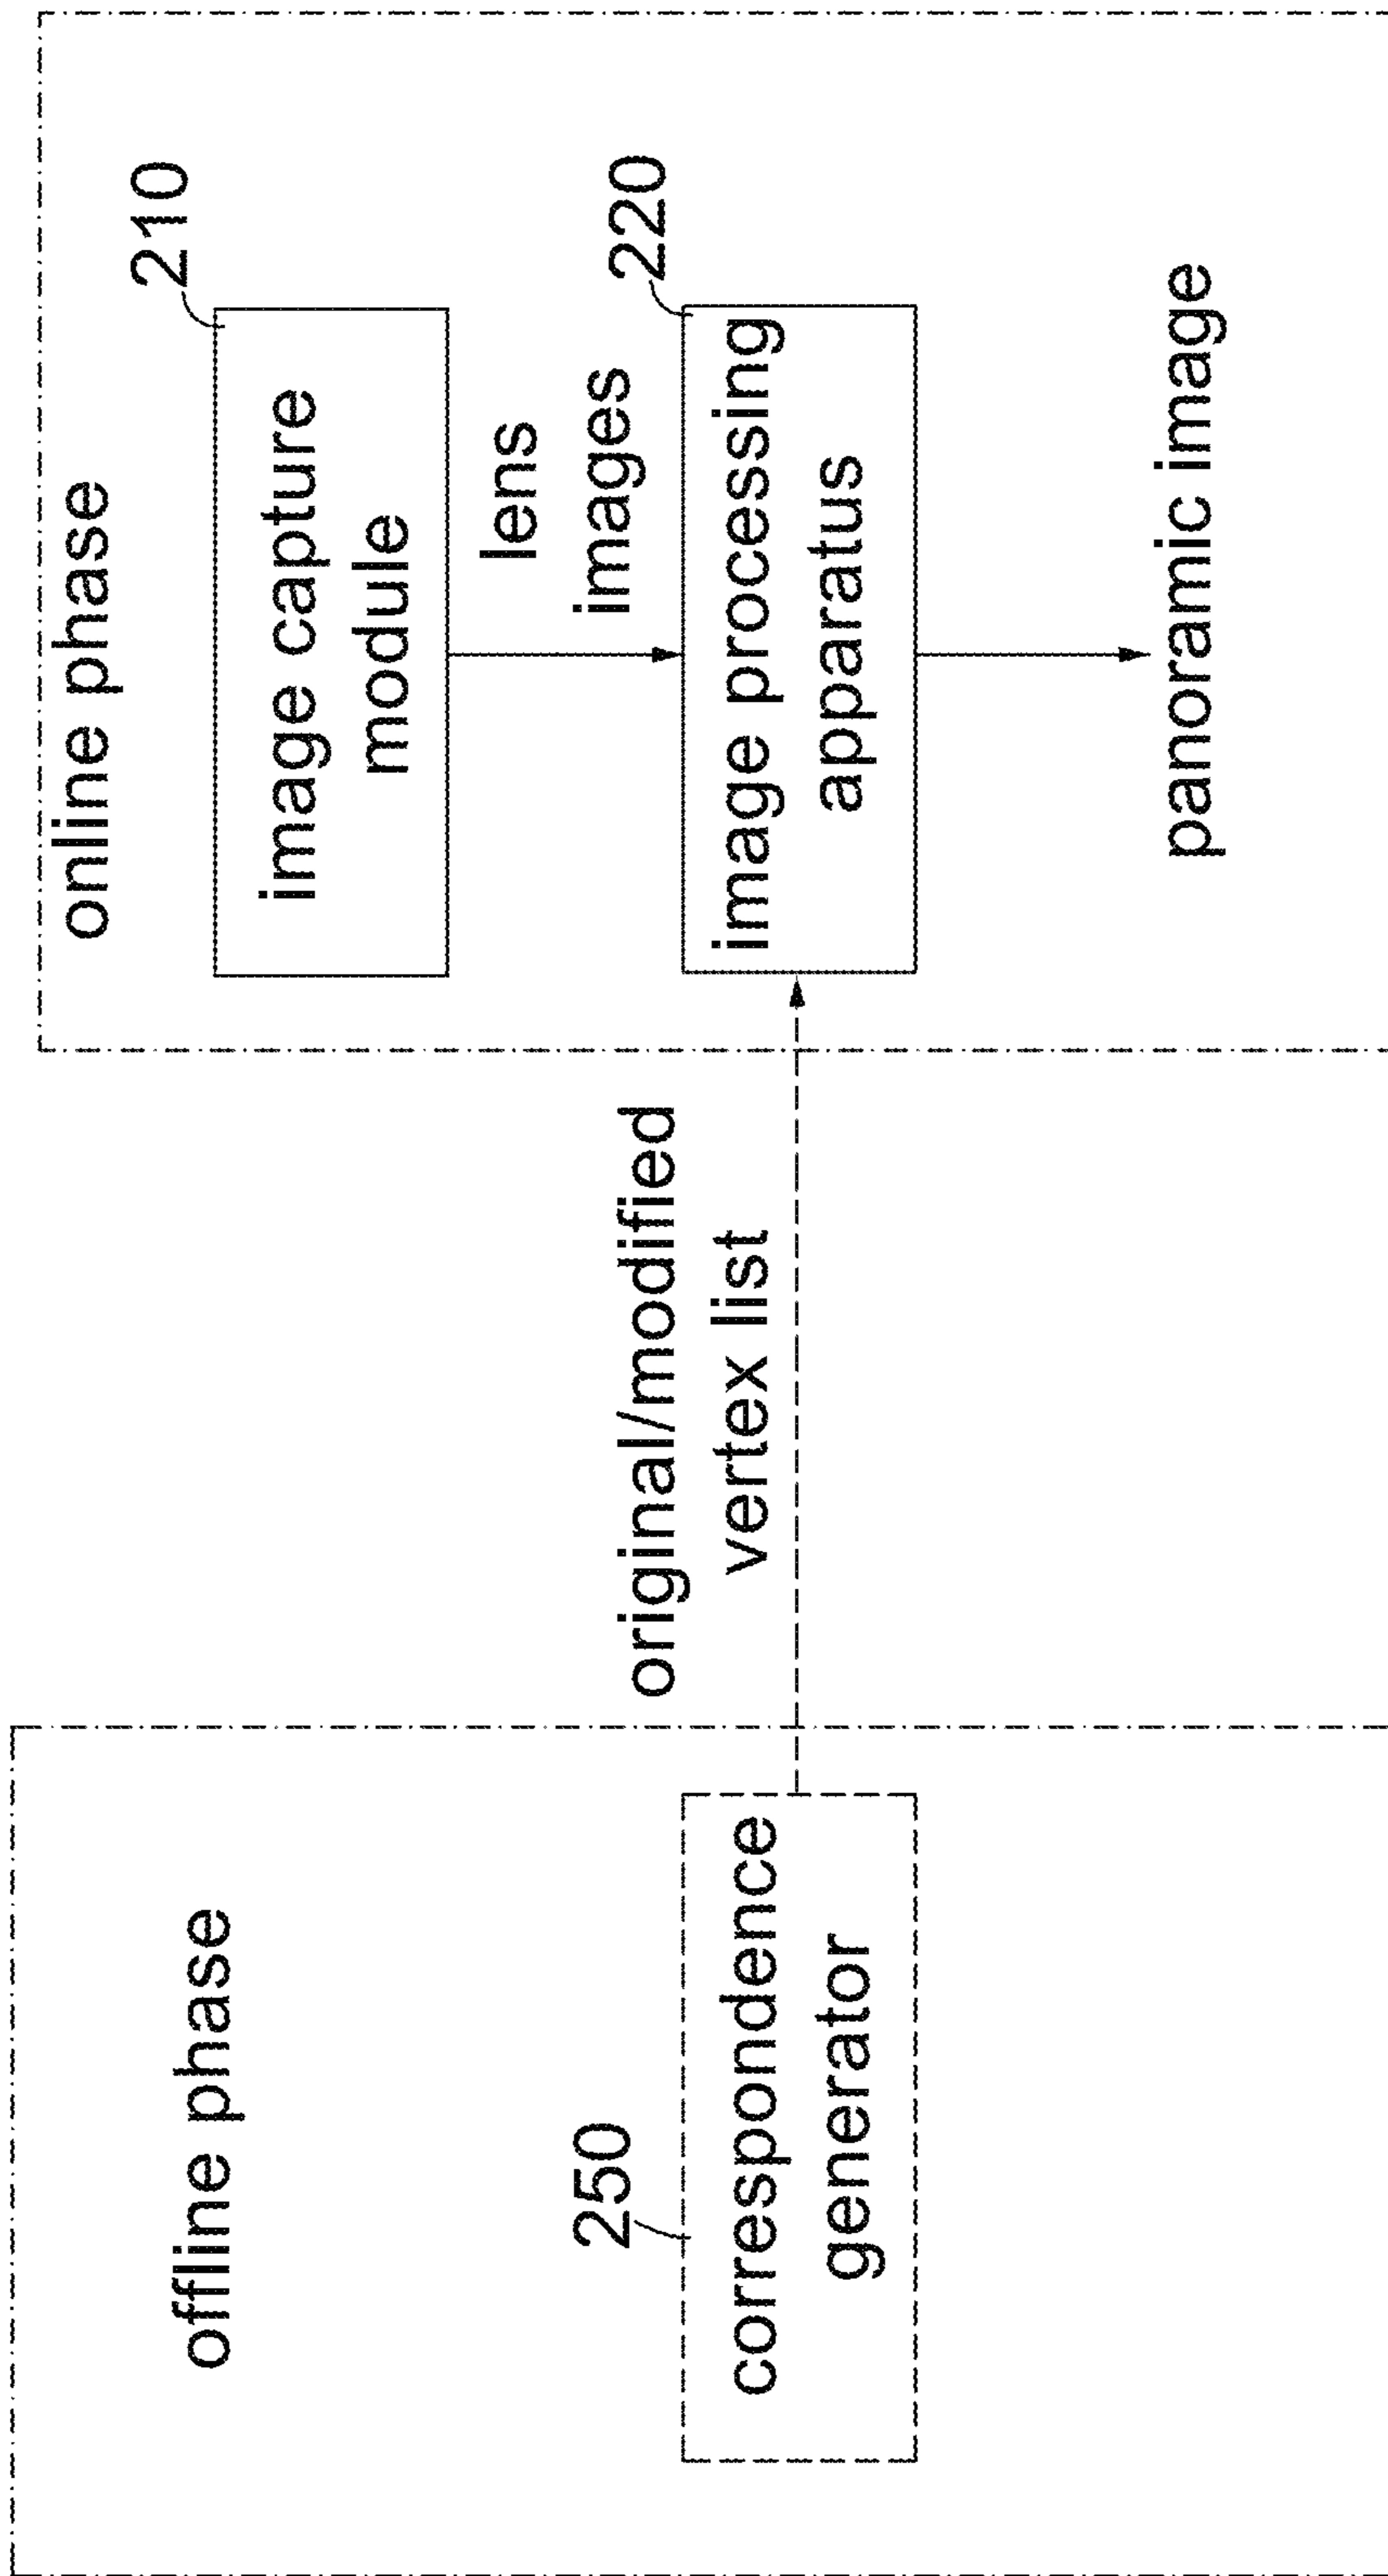 offline phase
250
correspondence
generator
original/modified
vertex list
online phase
210
image capture
module
lens
images
220
image processing
apparatus
panoramic image